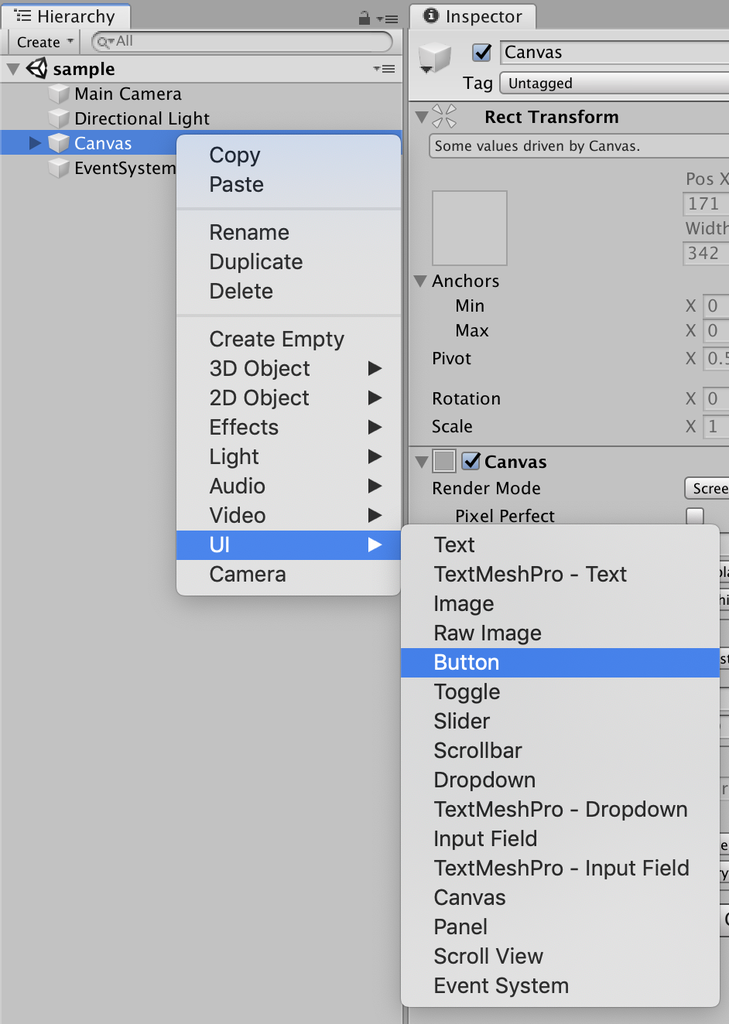 Hierarchy
Create
All
sample
Main Camera
Directional Light
Canvas
EventSystem
Copy
Paste
Rename
Duplicate
Delete
Create Empty
3D Object
2D Object
Effects
Light
Audio
Video
UI
Camera
Text
TextMeshPro - Text
Image
Raw Image
Button
Toggle
Slider
Scrollbar
Dropdown
TextMeshPro - Dropdown
Input Field
TextMeshPro - Input Field
Canvas
Panel
Scroll View
Event System
Inspector
Canvas
Tag Untagged
Rect Transform
Some values driven by Canvas.
Pos X
171
Width
342
Anchors
Min X 0
Max X 0
Pivot X 0.5
Rotation X 0
Scale X 1
Canvas
Render Mode Scree
Pixel Perfect